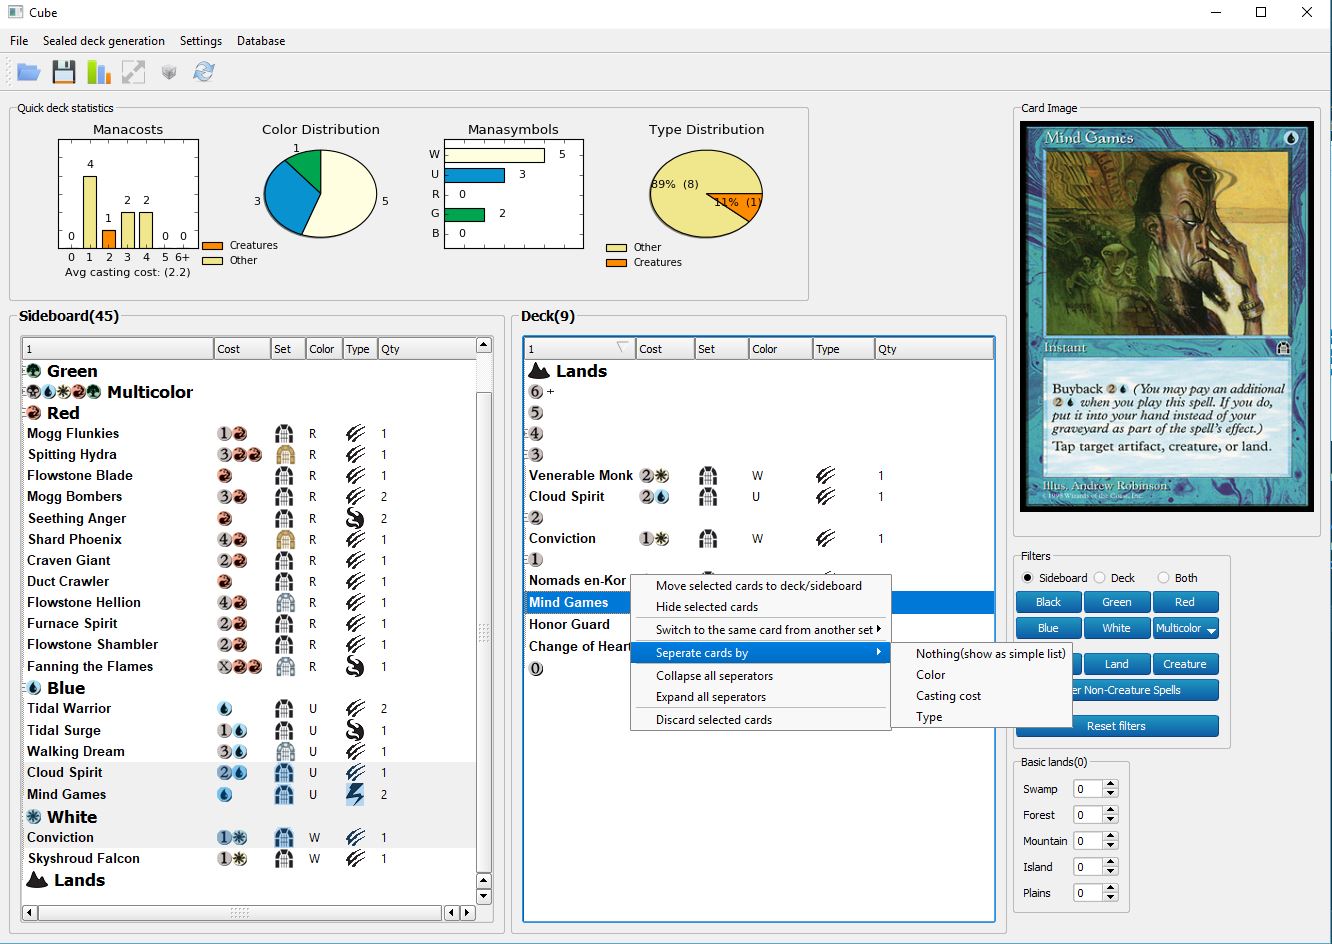 Cube
File Sealed deck generation Settings Database
Quick deck statistics
Manacosts
4
1
2 2
0 0 0
0 1 2 3 4 5 6+
Avg casting cost: (2.2)
Creatures
Other
Color Distribution
1
3
5
Manasymbols
W 5
U 3
R 0
G 2
B 0
Type Distribution
89% (8)
11% (1)
Other
Creatures
Card Image
Mind Games
Instant
Buyback 2 (You may pay an additional
2 when you play this spell. If you do,
put it into your hand instead of your
graveyard as part of the spell's effect.)
Tap target artifact, creature, or land.
Illus. Andrew Robinson
©1998 Wizards of the Coast, Inc.
Sideboard(45)
1 Cost Set Color Type Qty
Green
Multicolor
Red
Mogg Flunkies 1 R 1
Spitting Hydra 3 R 1
Flowstone Blade R 1
Mogg Bombers 3 R 2
Seething Anger R 2
Shard Phoenix 4 R 1
Craven Giant 2 R 1
Duct Crawler R 1
Flowstone Hellion 4 R 1
Furnace Spirit 2 R 1
Flowstone Shambler 2 R 1
Fanning the Flames X R 1
Blue
Tidal Warrior U 2
Tidal Surge 1 U 1
Walking Dream 3 U 1
Cloud Spirit 2 U 1
Mind Games U 2
White
Conviction 1 W 1
Skyshroud Falcon 1 W 1
Lands
Deck(9)
1 Cost Set Color Type Qty
Lands
6 +
5
4
3
Venerable Monk 2 W 1
Cloud Spirit 2 U 1
2
Conviction 1 W 1
1
Nomads en-Kor
Mind Games
Honor Guard
Change of Heart
0
Move selected cards to deck/sideboard
Hide selected cards
Switch to the same card from another set
Seperate cards by
Collapse all seperators
Expand all seperators
Discard selected cards
Nothing(show as simple list)
Color
Casting cost
Type
Filters
Sideboard Deck Both
Black Green Red
Blue White Multicolor
Land Creature
Non-Creature Spells
Reset filters
Basic lands(0)
Swamp 0
Forest 0
Mountain 0
Island 0
Plains 0